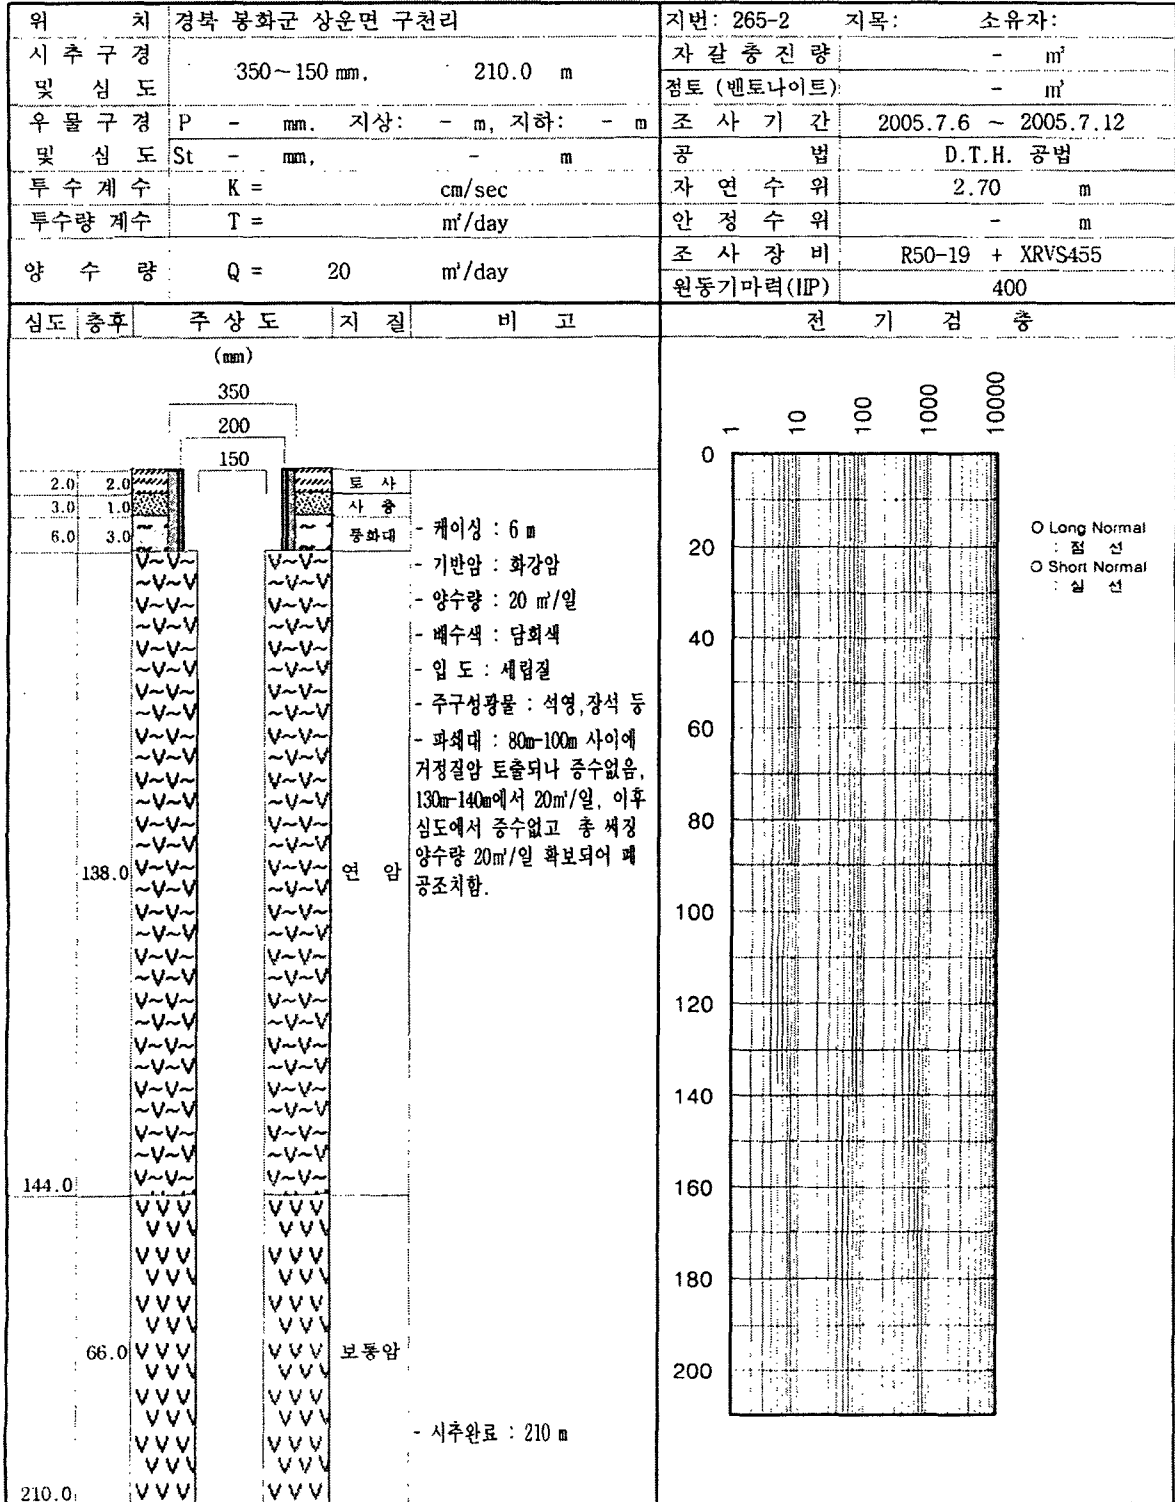 위 치 경북 봉화군 상운면 구천리 지번: 265-2 지목: 소유자:
시추구경 및 심도 350~150 mm, 210.0 m
자갈충진량 - ㎥
점토 (벤토나이트) - ㎥
우물구경 및 심도 P - mm. 지상: - m, 지하: - m
St - mm, - m
조사기간 2005.7.6 ~ 2005.7.12
공 법 D.T.H. 공법
투수계수 K = cm/sec
자연수위 2.70 m
투수량 계수 T = ㎡/day
안정수위 - m
양수량 Q = 20 ㎥/day
조사장비 R50-19 + XRVS455
원동기마력(HP) 400
심도 층후 주상도 지질 비고 전기검층
(mm)
350
200
150
2.0 2.0 토사
3.0 1.0 사층
6.0 3.0 풍화대
138.0 연암
144.0
66.0 보통암
210.0
- 케이싱 : 6 m
- 기반암 : 화강암
- 양수량 : 20 ㎥/일
- 배수색 : 담회색
- 입 도 : 세립질
- 주구성광물 : 석영,장석 등
- 파쇄대 : 80m-100m 사이에
거정질암 토출되나 증수없음,
130m-140m에서 20㎥/일, 이후
심도에서 증수없고 총 써징
양수량 20㎥/일 확보되어 폐
공조치함.
- 시추완료 : 210 m
1 10 100 1000 10000
0
20
40
60
80
100
120
140
160
180
200
O Long Normal
: 점 선
O Short Normal
: 실 선